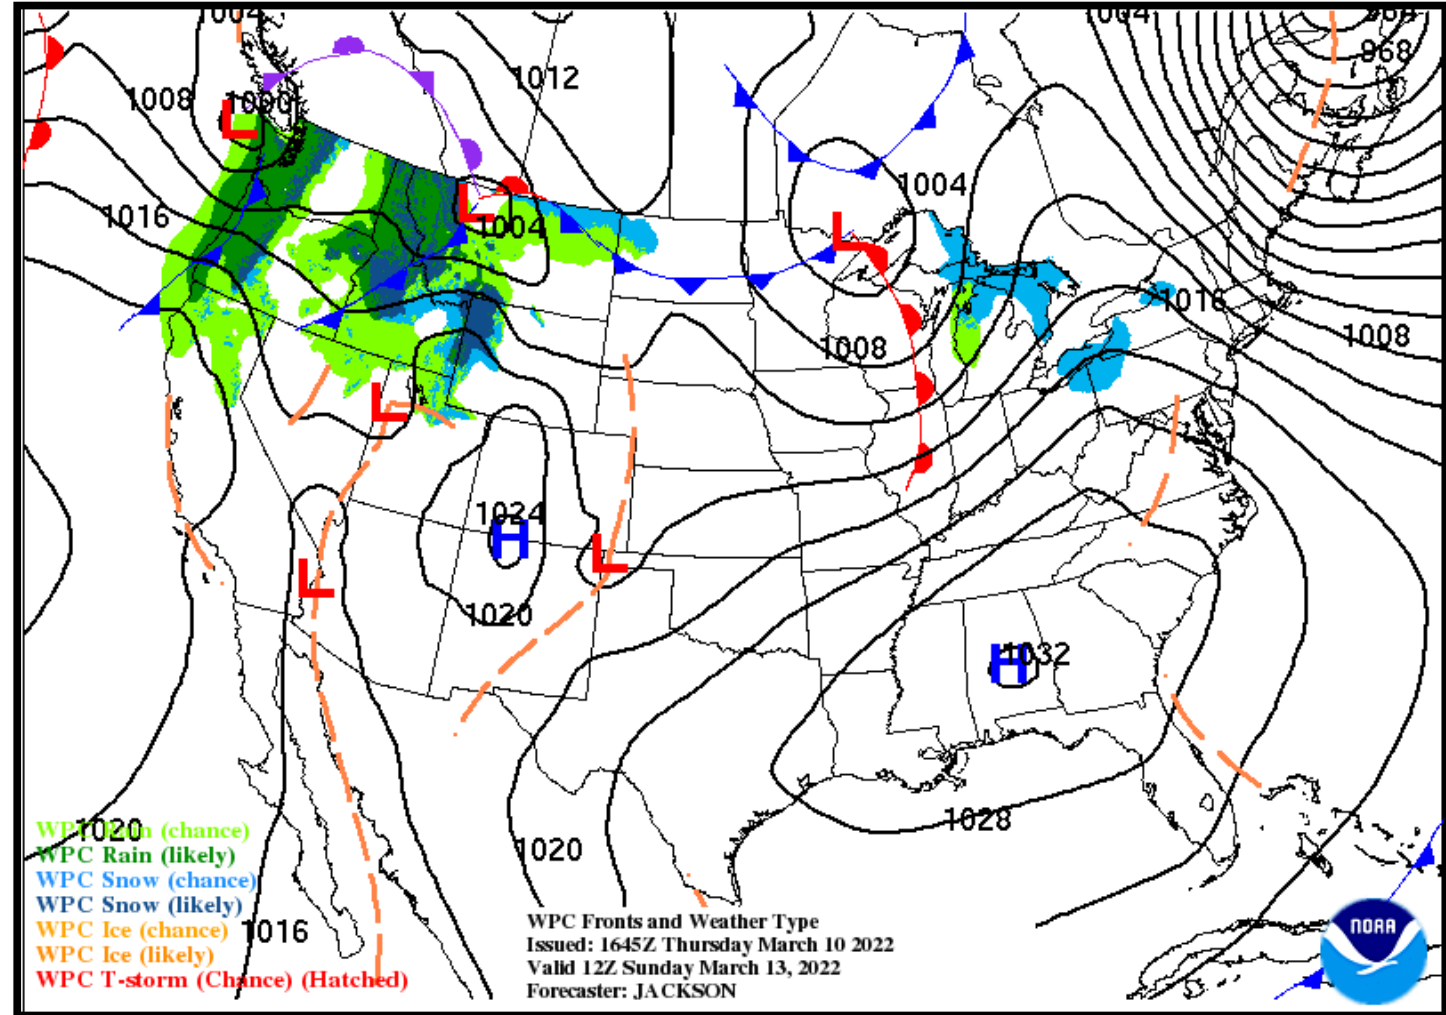 1004
1004
964
968
1012
1008
1000
1004
1016
1004
1016
1008
1008
L
L
L
L
L
L
1024
H
1020
1032
H
1028
1020
1020
1016
WPC Rain (chance)
WPC Rain (likely)
WPC Snow (chance)
WPC Snow (likely)
WPC Ice (chance)
WPC Ice (likely)
WPC T-storm (Chance) (Hatched)
WPC Fronts and Weather Type
Issued: 1645Z Thursday March 10 2022
Valid 12Z Sunday March 13, 2022
Forecaster: JACKSON
NOAA